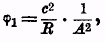 φ₁ = c²/R · 1/A²,